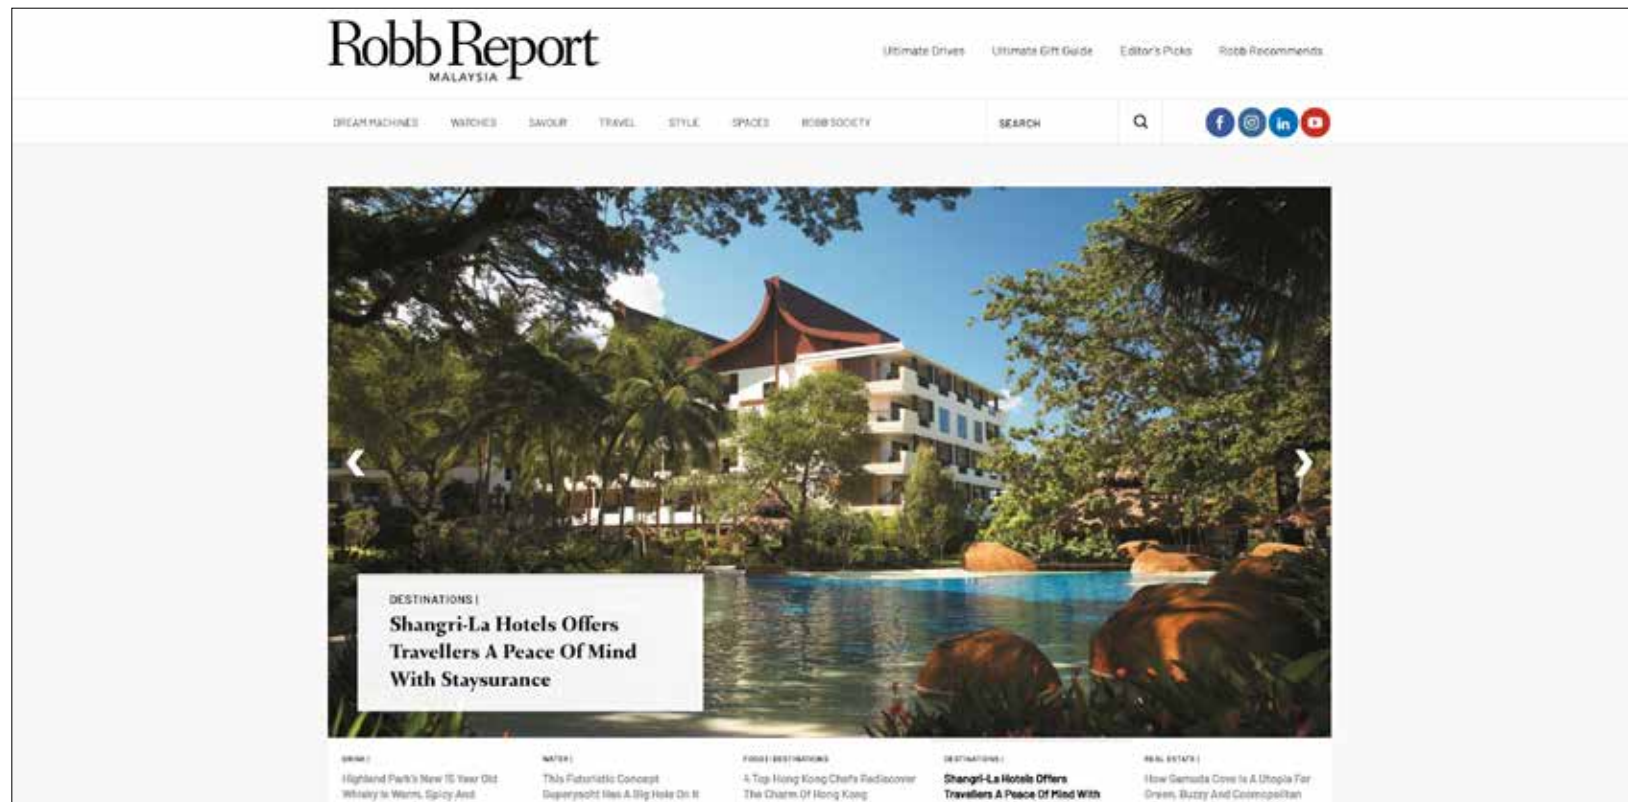 Robb Report
MALAYSIA
Ultimate Drives Ultimate Gift Guide Editor's Picks Robb Recommends
DREAM MACHINES WATCHES SAVOUR TRAVEL STYLE SPACES ROBB SOCIETY SEARCH
DESTINATIONS |
Shangri-La Hotels Offers
Travellers A Peace Of Mind
With Staysurance
DRINK | WATER | FOOD | DESTINATIONS DESTINATIONS | REAL ESTATE |
Highland Park's New 15 Year Old This Futuristic Concept 4 Top Hong Kong Chefs Rediscover Shangri-La Hotels Offers How Gamuda Cove Is A Utopia For
Whisky Is Warm, Spicy And Superyacht Has A Big Hole On It The Charm Of Hong Kong Travellers A Peace Of Mind With Green, Buzzy And Cosmopolitan